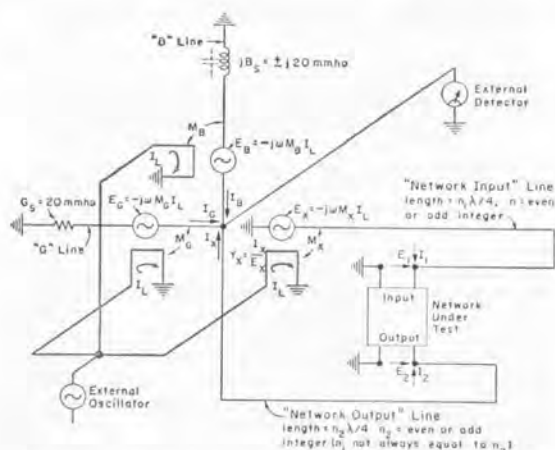 "B" Line
jB_S = ± j20 mmho
External
Detector
M_B
I_L
E_B = −jωM_B I_L
G_S = 20 mmho
E_G = −jωM_G I_L
I_G
I_B
E_X = −jωM_X I_L
"Network Input" Line
length = n_1 λ/4, n = even
or odd integer
"G" Line
M_G
I_X
Y_X = I_X / E_X
M_X
I_L
I_L
E_1
I_1
Input
Output
Network
Under
Test
E_2
I_2
External
Oscillator
"Network Output" Line
length = n_2 λ/4 n_2 = even or odd
integer (n_1 not always equal to n_2)